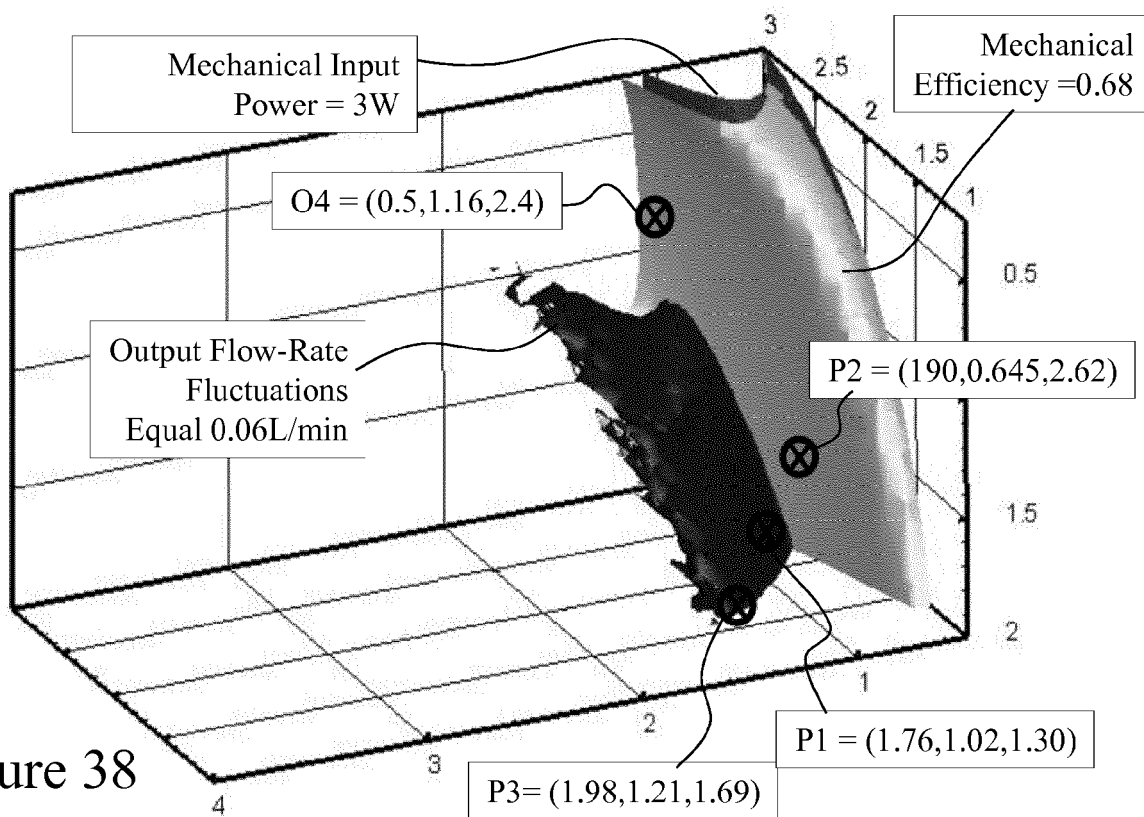 Mechanical Input
Power = 3W
3
2.5
2
1.5
1
Mechanical
Efficiency =0.68
O4 = (0.5,1.16,2.4)
0.5
Output Flow-Rate
Fluctuations
Equal 0.06L/min
P2 = (190,0.645,2.62)
1.5
2
1
2
3
4
P1 = (1.76,1.02,1.30)
P3= (1.98,1.21,1.69)
ure 38